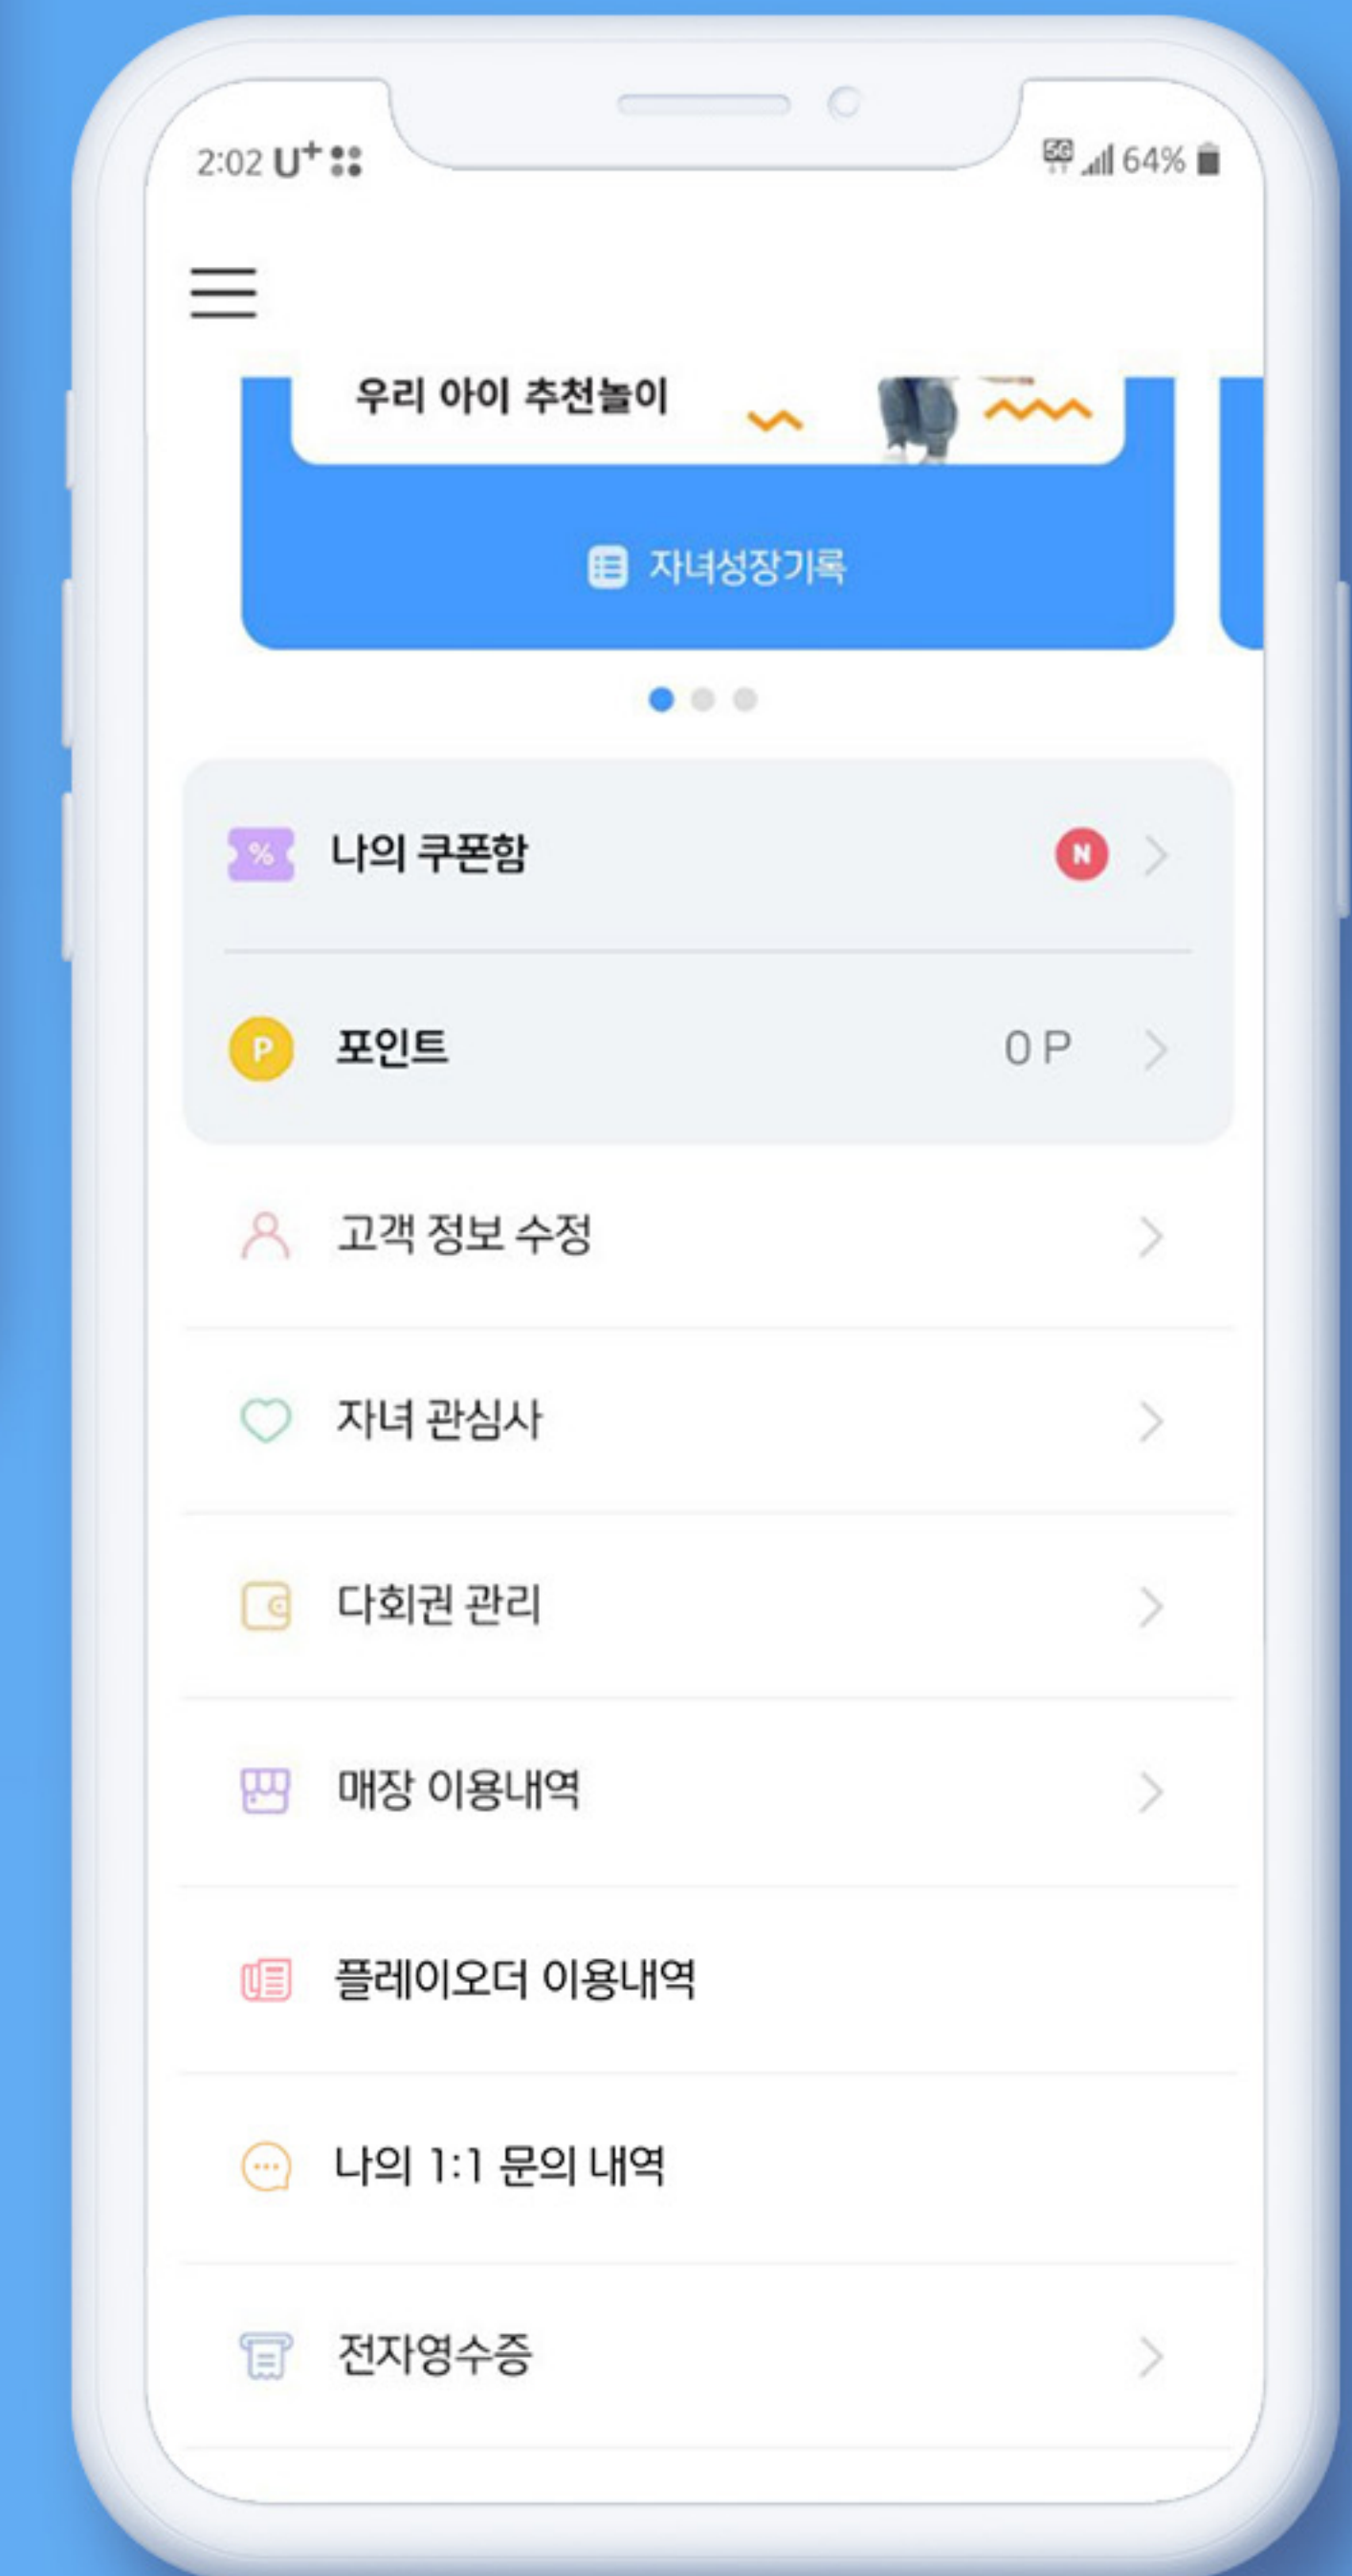 2:02 U+ 5G 64%
우리 아이 추천놀이
자녀성장기록
% 나의 쿠폰함 N
P 포인트 0 P
고객 정보 수정
자녀 관심사
다회권 관리
매장 이용내역
플레이오더 이용내역
나의 1:1 문의 내역
전자영수증